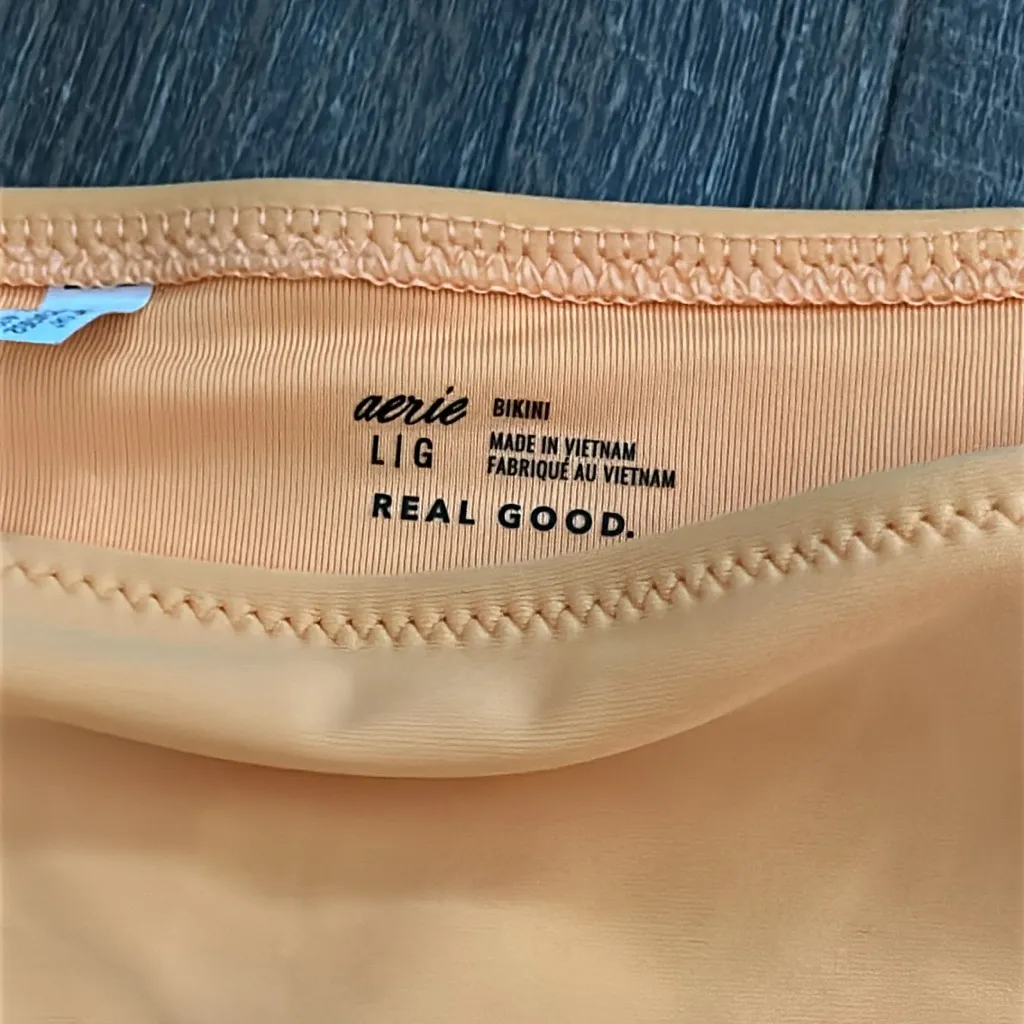 aerie BIKINI
L|G MADE IN VIETNAM
FABRIQUÉ AU VIETNAM
REAL GOOD.